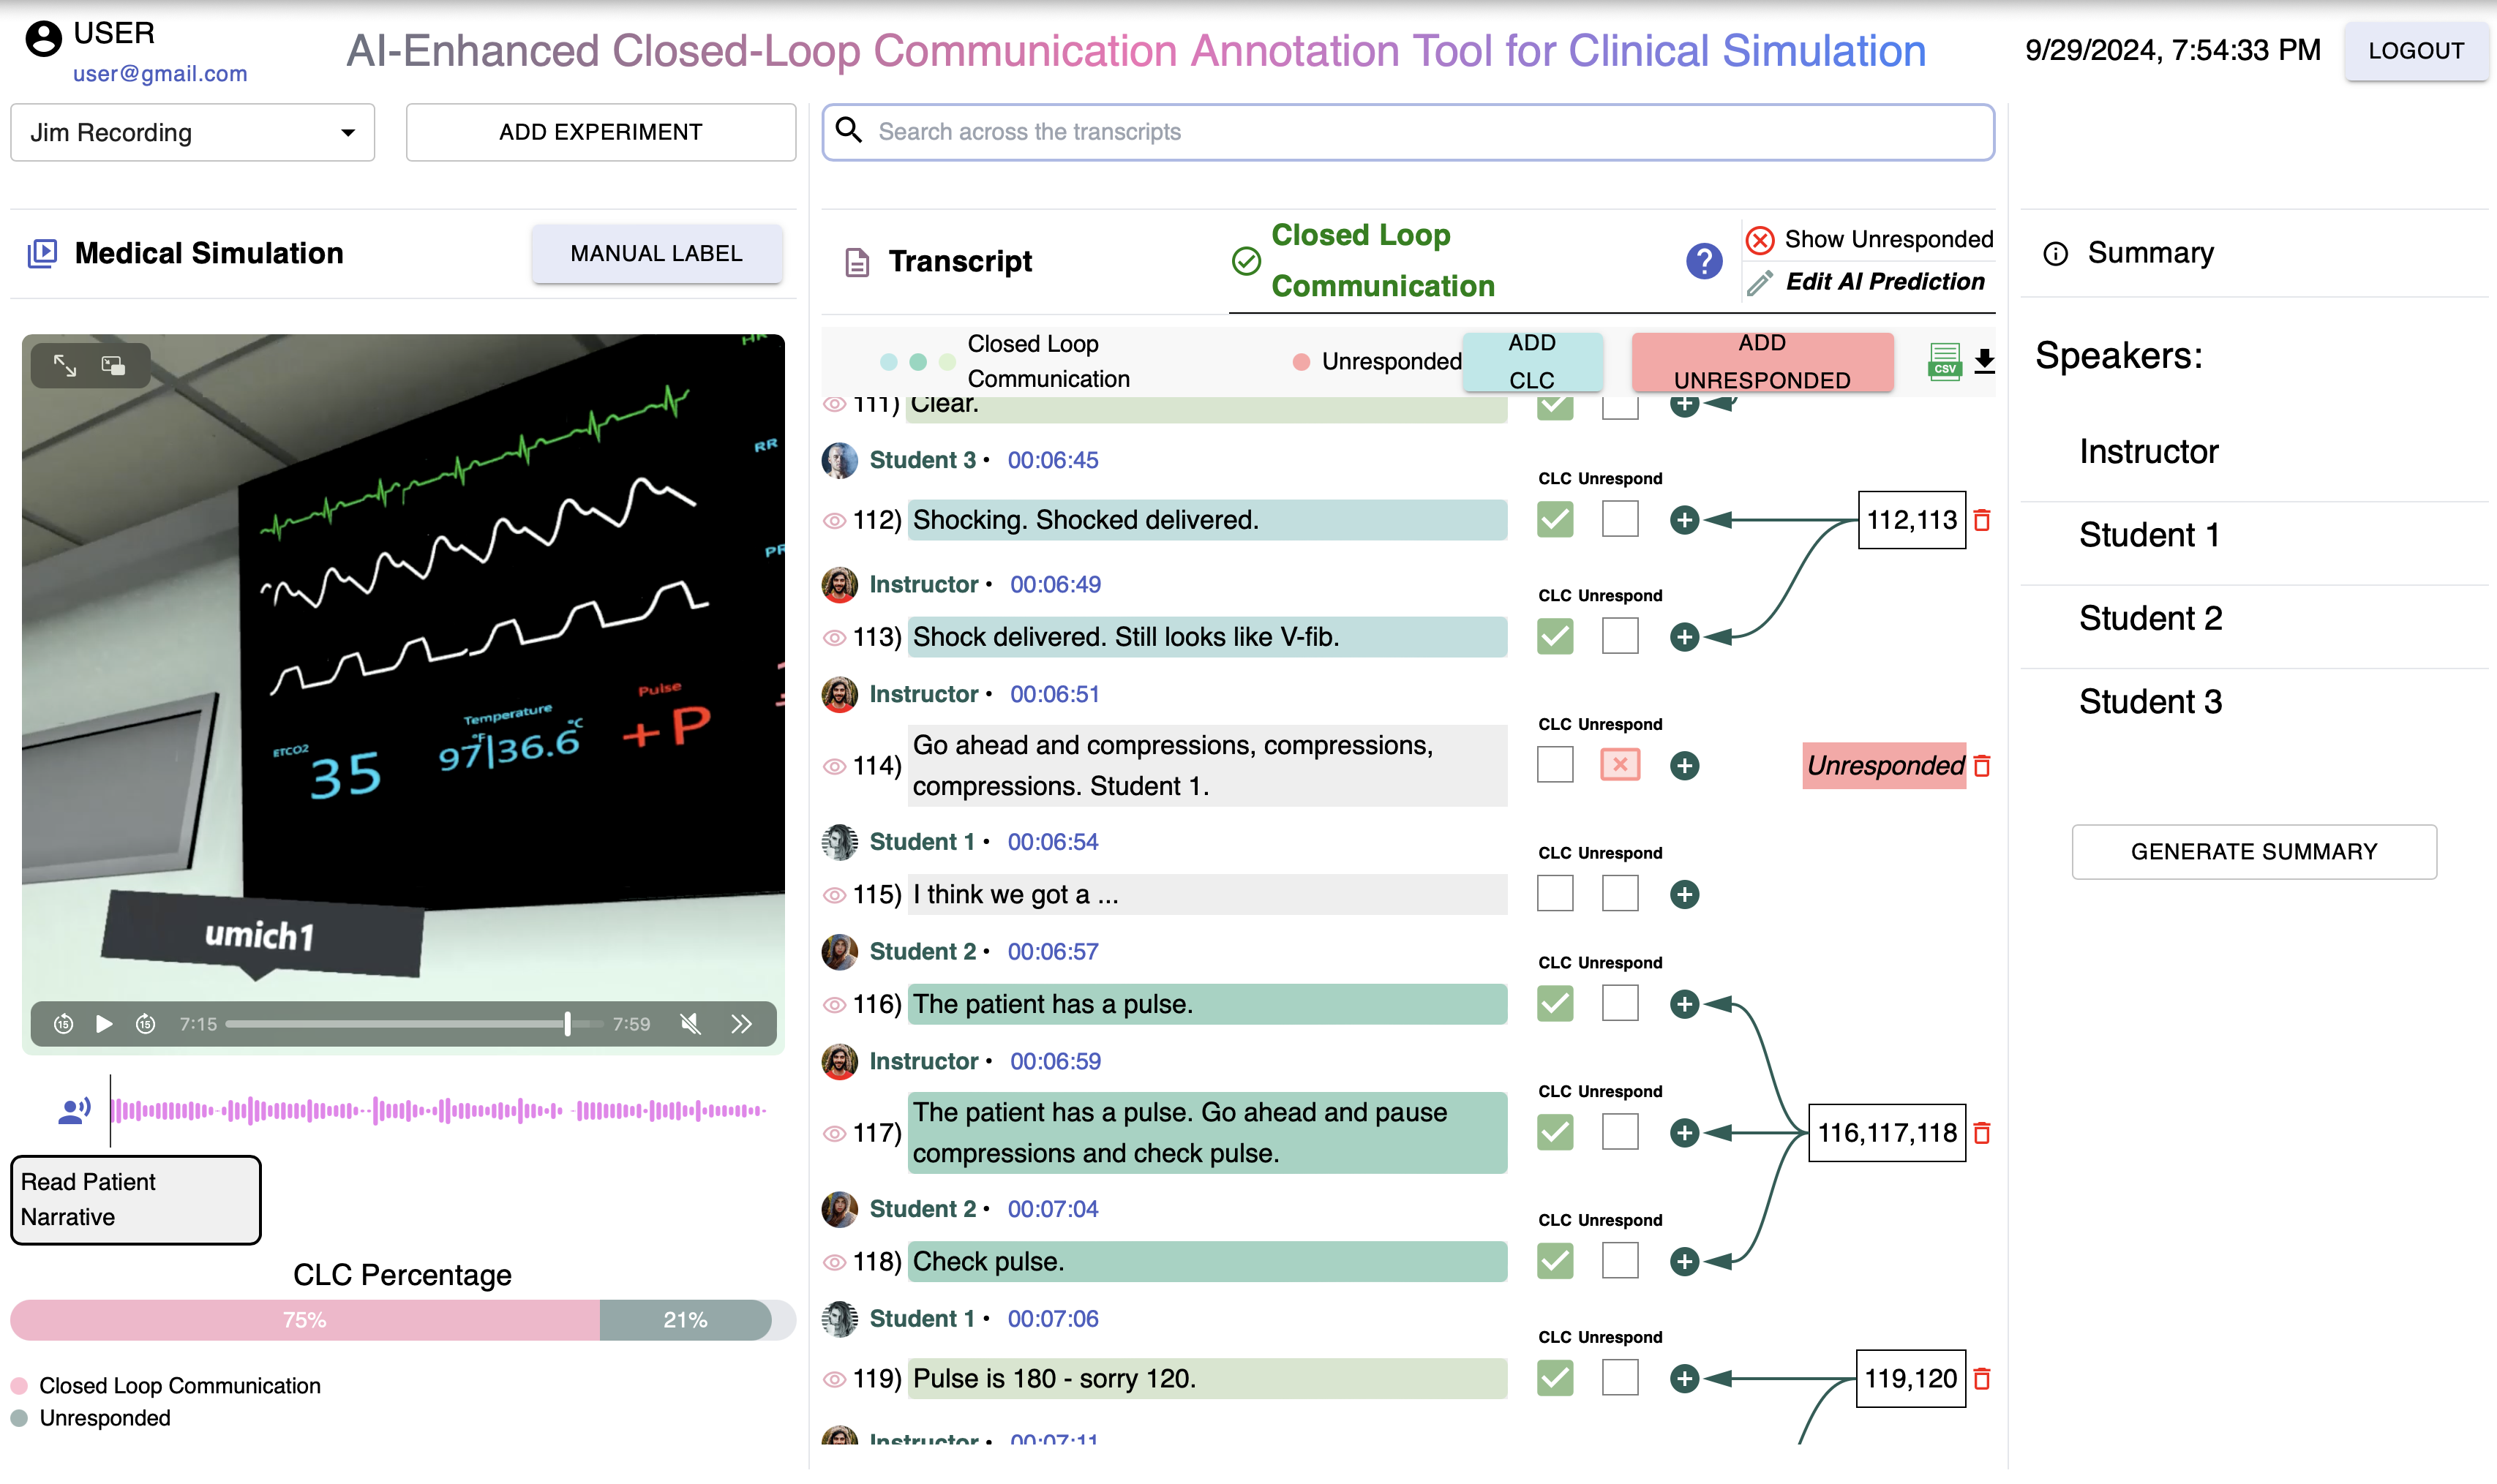 USER
user@gmail.com
AI-Enhanced Closed-Loop Communication Annotation Tool for Clinical Simulation
9/29/2024, 7:54:33 PM
LOGOUT
Jim Recording
ADD EXPERIMENT
Search across the transcripts
Medical Simulation
MANUAL LABEL
HR
RR
PR
ETCO2
35
Temperature
°F °C
97|36.6
Pulse
+P
umich1
15
15
7:15
7:59
Read Patient
Narrative
CLC Percentage
75%
21%
Closed Loop Communication
Unresponded
Transcript
Closed Loop
Communication
?
Show Unresponded
Edit AI Prediction
Closed Loop
Communication
Unresponded
ADD
CLC
ADD
UNRESPONDED
CSV
111) Clear.
Student 3 • 00:06:45
CLC Unrespond
112) Shocking. Shocked delivered.
112,113
Instructor • 00:06:49
CLC Unrespond
113) Shock delivered. Still looks like V-fib.
Instructor • 00:06:51
CLC Unrespond
114) Go ahead and compressions, compressions,
compressions. Student 1.
Unresponded
Student 1 • 00:06:54
CLC Unrespond
115) I think we got a ...
Student 2 • 00:06:57
CLC Unrespond
116) The patient has a pulse.
Instructor • 00:06:59
CLC Unrespond
117) The patient has a pulse. Go ahead and pause
compressions and check pulse.
116,117,118
Student 2 • 00:07:04
CLC Unrespond
118) Check pulse.
Student 1 • 00:07:06
CLC Unrespond
119) Pulse is 180 - sorry 120.
119,120
Instructor • 00:07:11
Summary
Speakers:
Instructor
Student 1
Student 2
Student 3
GENERATE SUMMARY